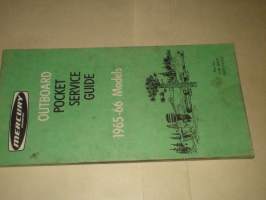 MERCURY
OUTBOARD
POCKET
SERVICE
GUIDE
1965-66 Models